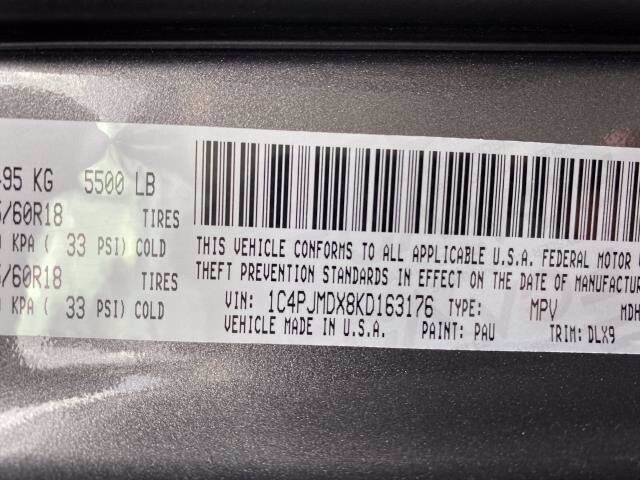 95 KG 5500 LB
/60R18 TIRES
KPA ( 33 PSI) COLD
/60R18 TIRES
KPA ( 33 PSI) COLD
THIS VEHICLE CONFORMS TO ALL APPLICABLE U.S.A. FEDERAL MOTOR
THEFT PREVENTION STANDARDS IN EFFECT ON THE DATE OF MANUFACTUR
VIN: 1C4PJMDX8KD163176 TYPE: MPV MDH
VEHICLE MADE IN U.S.A. PAINT: PAU TRIM: DLX9